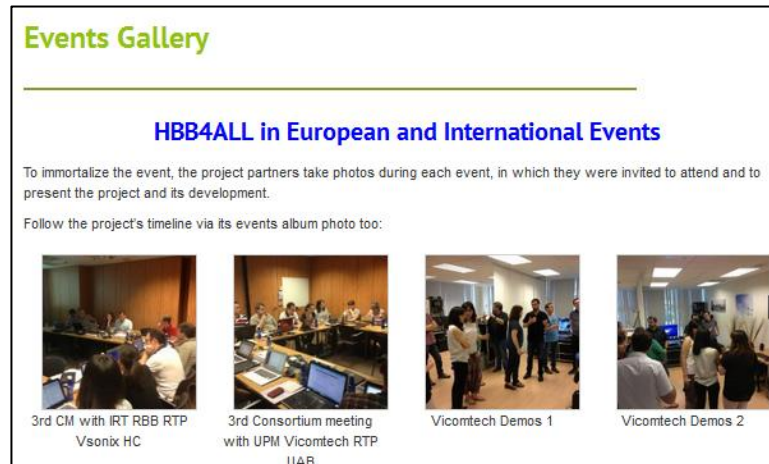 Events Gallery
HBB4ALL in European and International Events
To immortalize the event, the project partners take photos during each event, in which they were invited to attend and to
present the project and its development.
Follow the project's timeline via its events album photo too:
3rd CM with IRT RBB RTP
Vsonix HC
3rd Consortium meeting
with UPM Vicomtech RTP
UAB
Vicomtech Demos 1
Vicomtech Demos 2